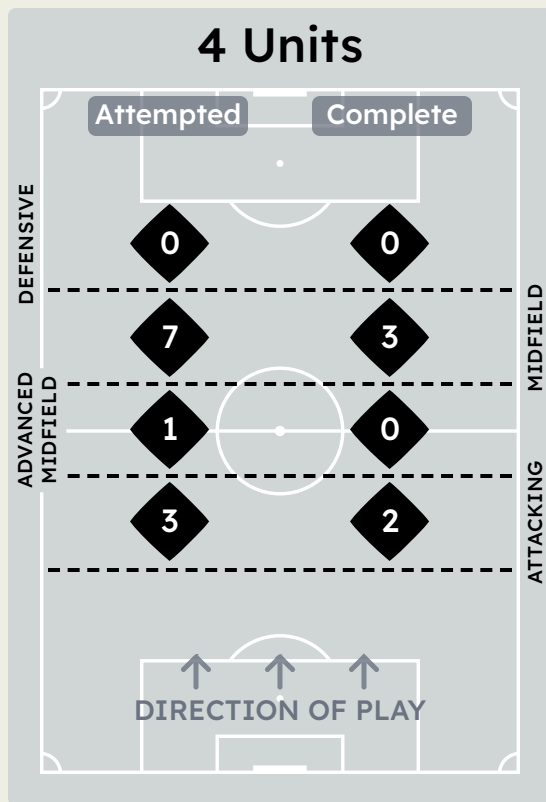 4 Units
Attempted Complete
DEFENSIVE
0 0
MIDFIELD
7 3
ADVANCED
MIDFIELD
1 0
ATTACKING
3 2
DIRECTION OF PLAY